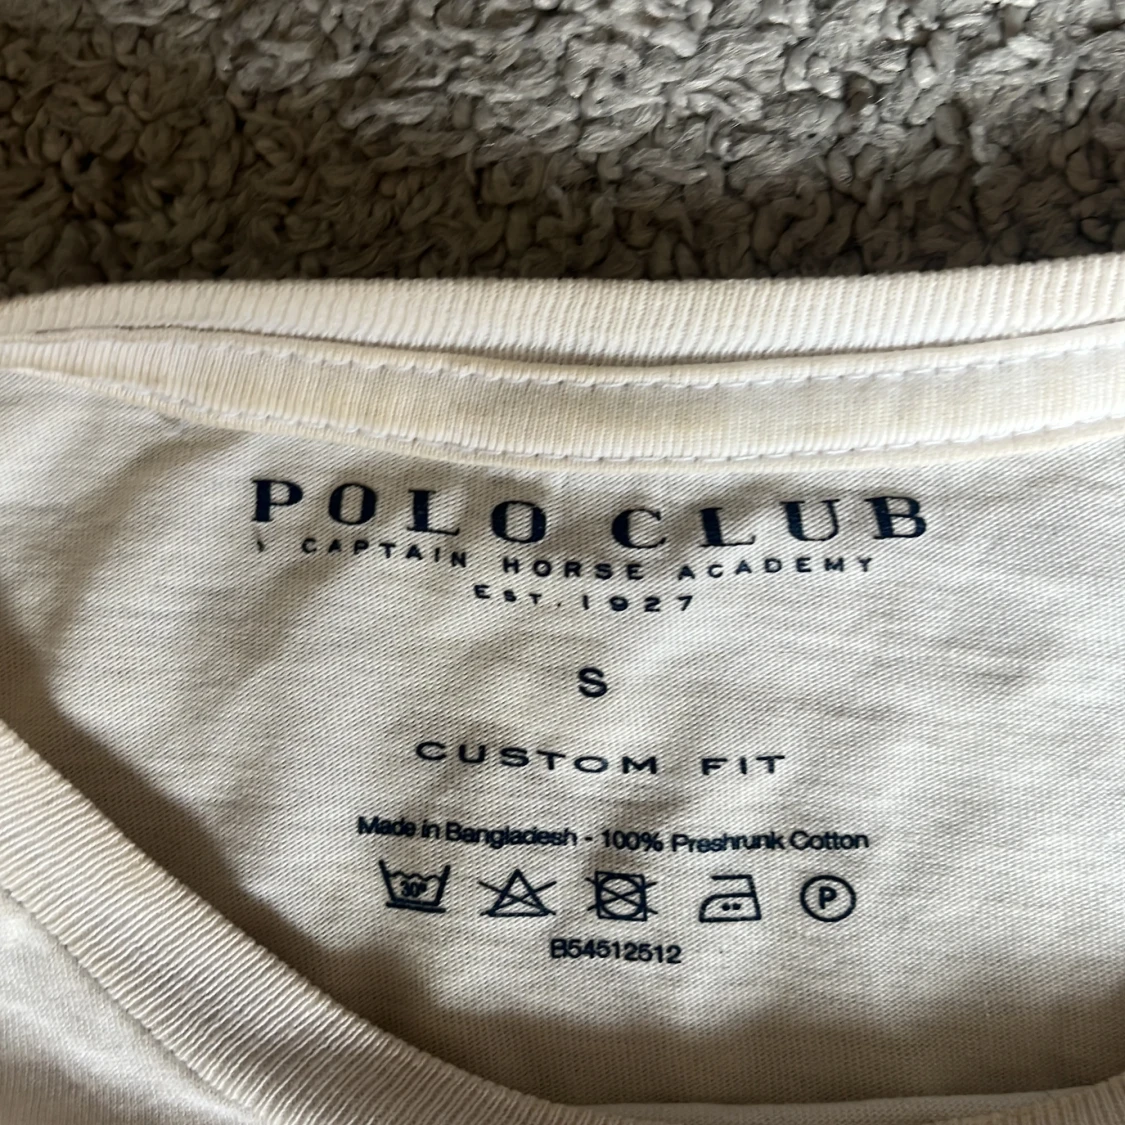 POLO CLUB
CAPTAIN HORSE ACADEMY
EST. 1927
S
CUSTOM FIT
Made in Bangladesh - 100% Preshrunk Cotton
30°
P
B54512512